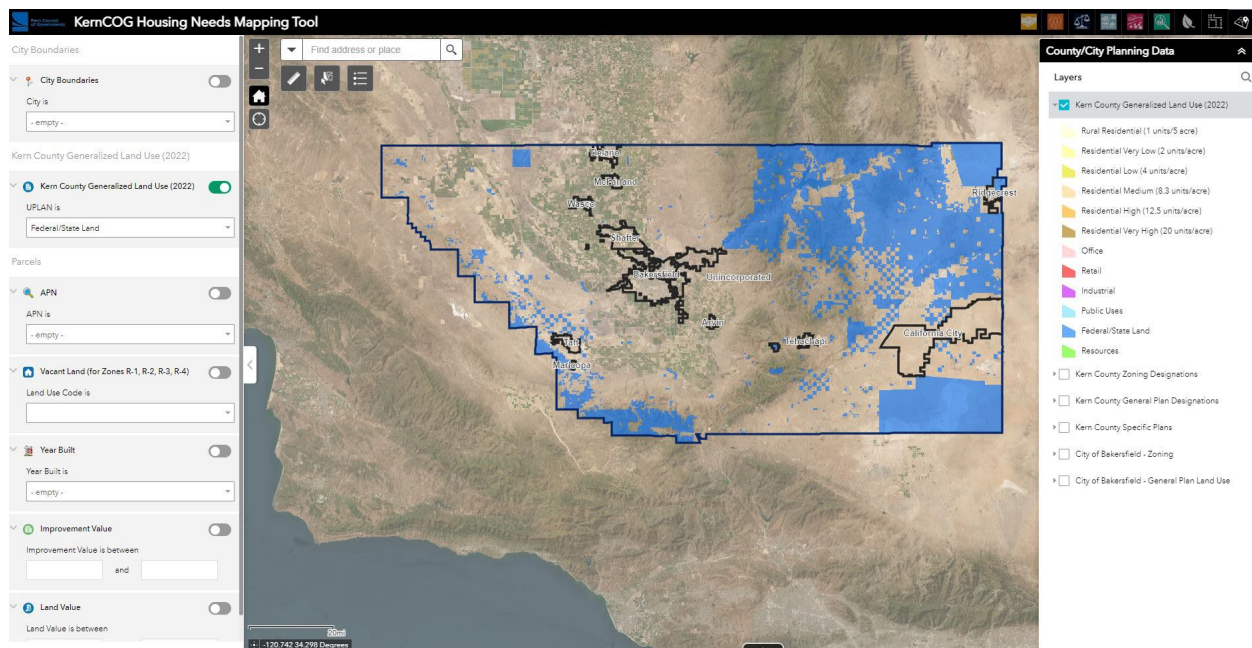 Kern Council
of Governments
KernCOG Housing Needs Mapping Tool
City Boundaries
City Boundaries
City is
- empty -
Kern County Generalized Land Use (2022)
Kern County Generalized Land Use (2022)
UPLAN is
Federal/State Land
Parcels
APN
APN is
- empty -
Vacant Land (for Zones R-1, R-2, R-3, R-4)
Land Use Code is
Year Built
Year Built is
- empty -
Improvement Value
Improvement Value is between
and
Land Value
Land Value is between
+
−
Find address or place
Delano
McFarland
Wasco
Shafter
Bakersfield
Unincorporated
Arvin
Taft
Maricopa
Tehachapi
California City
Ridgecrest
20mi
-120.742 34.298 Degrees
County/City Planning Data
Layers
Kern County Generalized Land Use (2022)
Rural Residential (1 units/5 acre)
Residential Very Low (2 units/acre)
Residential Low (4 units/acre)
Residential Medium (8.3 units/acre)
Residential High (12.5 units/acre)
Residential Very High (20 units/acre)
Office
Retail
Industrial
Public Uses
Federal/State Land
Resources
Kern County Zoning Designations
Kern County General Plan Designations
Kern County Specific Plans
City of Bakersfield - Zoning
City of Bakersfield - General Plan Land Use